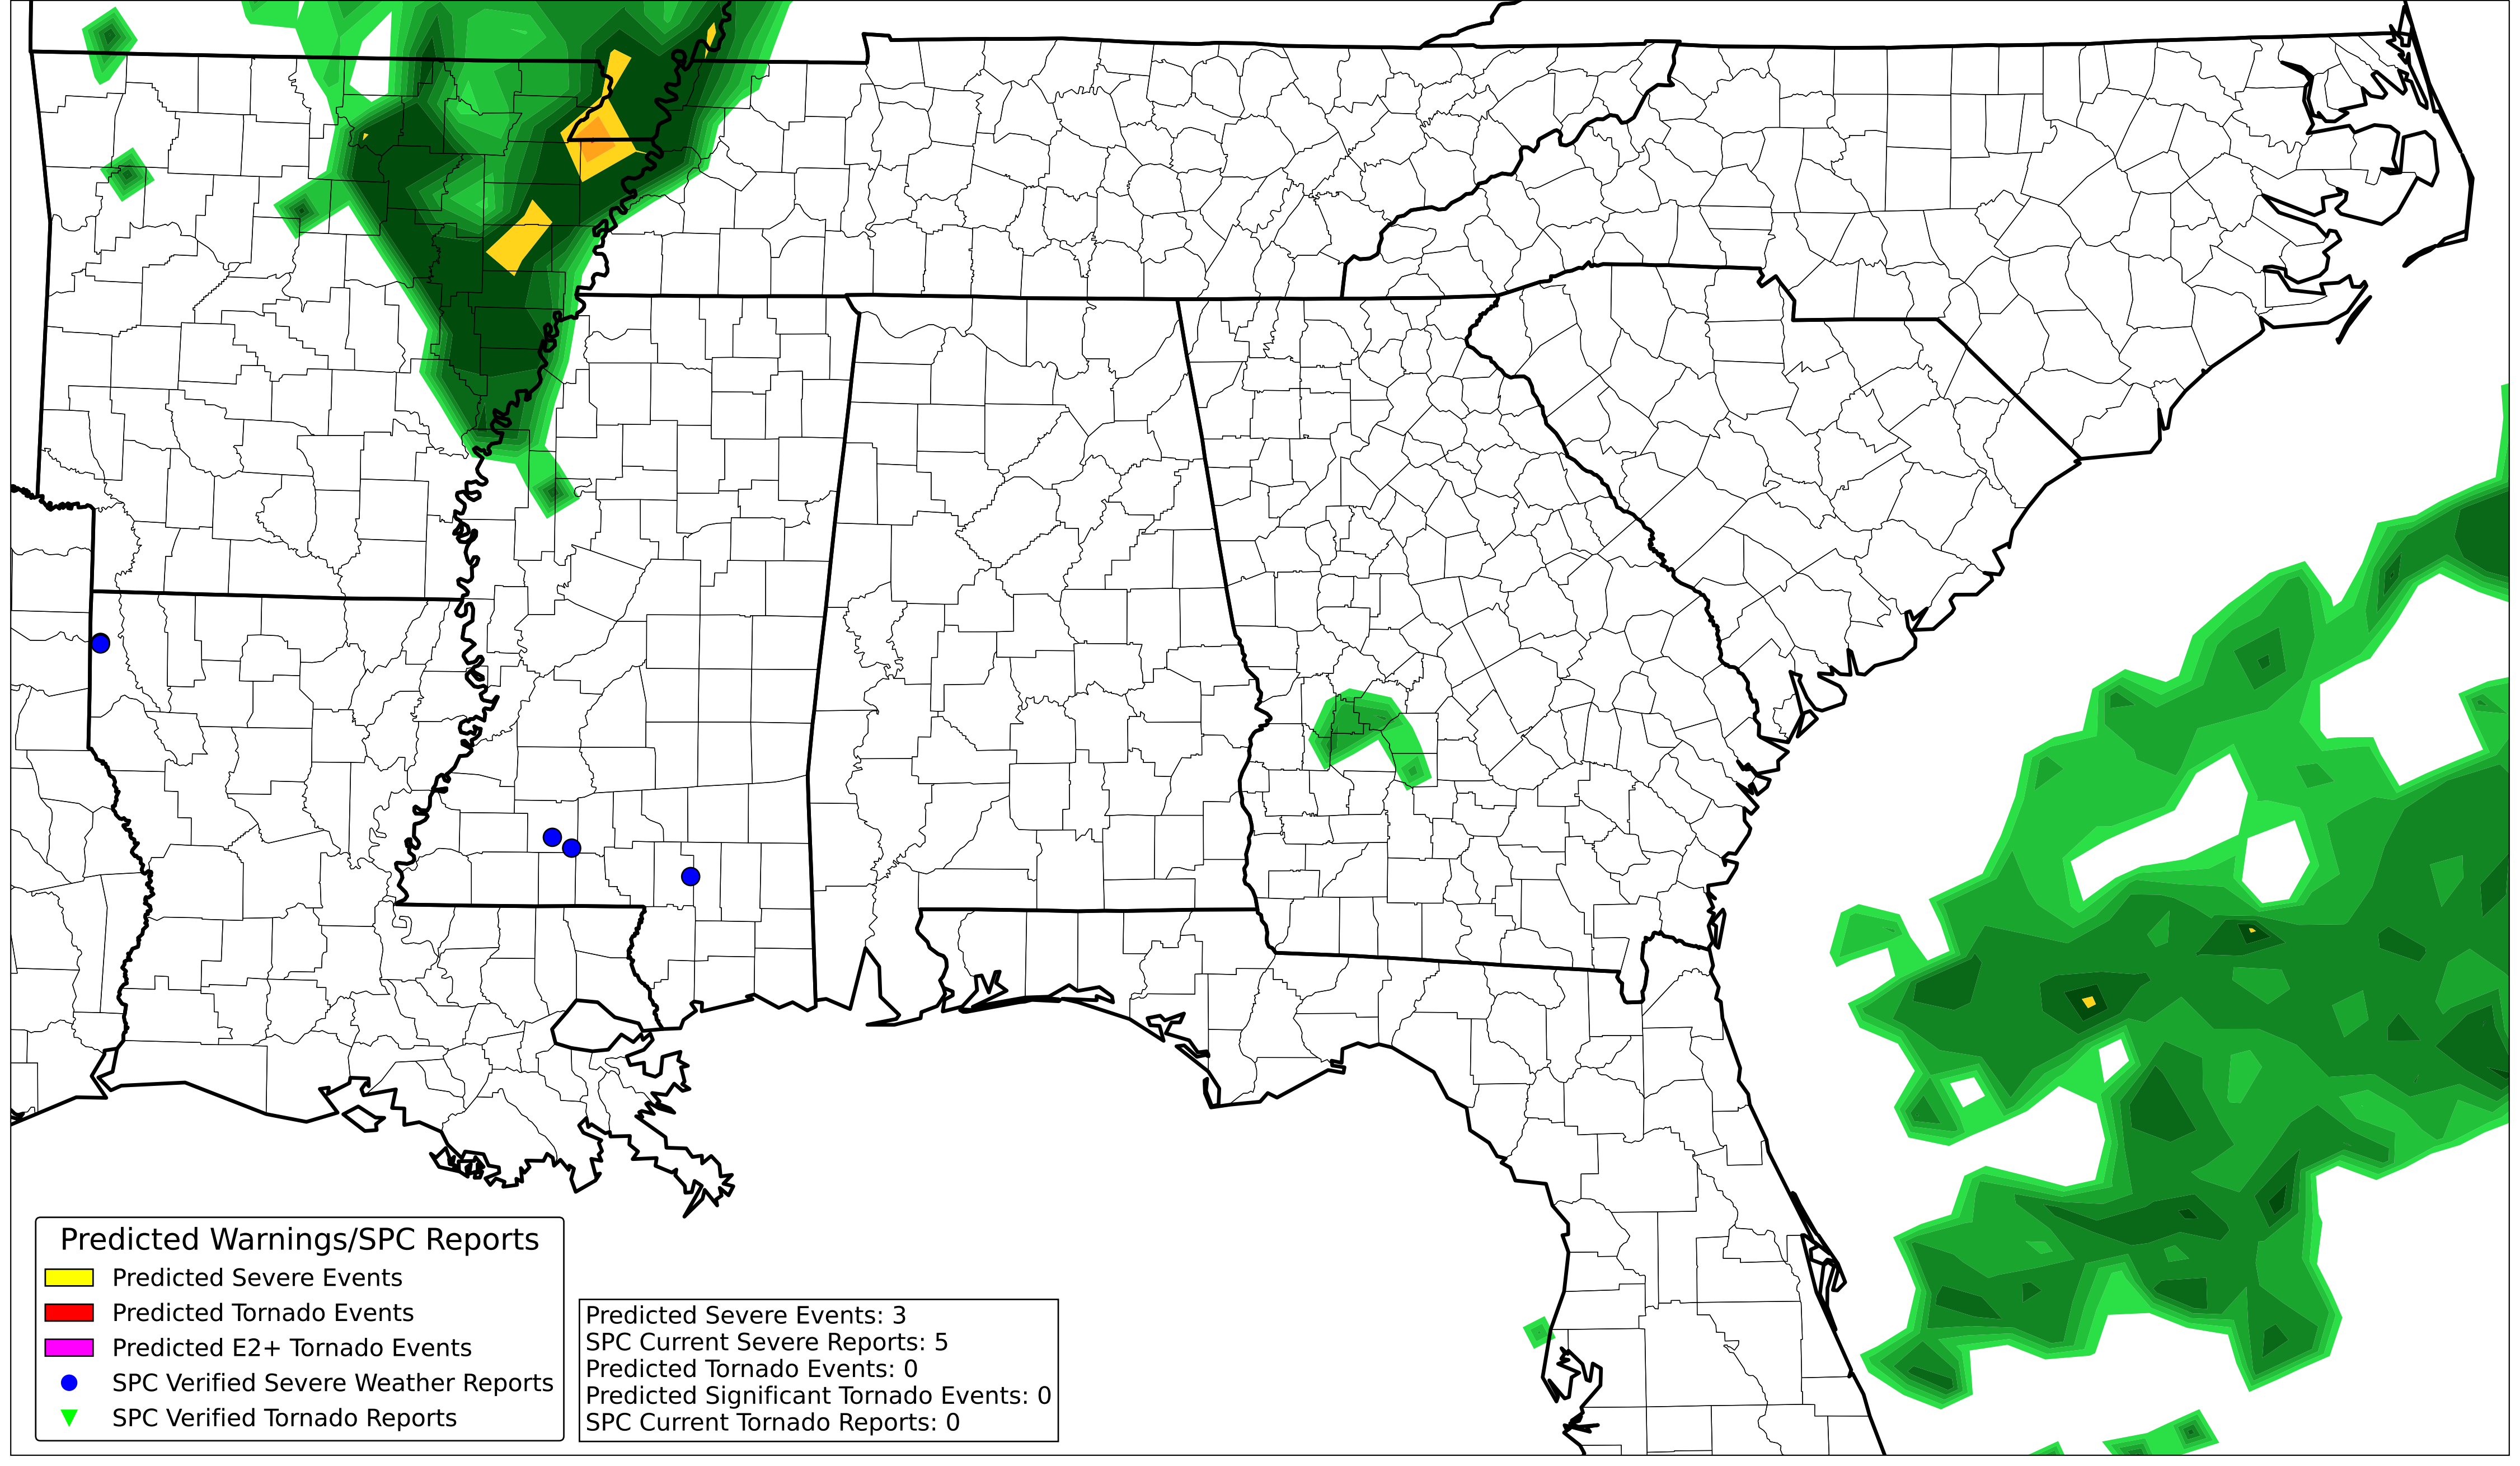 Predicted Warnings/SPC Reports
Predicted Severe Events
Predicted Tornado Events
Predicted E2+ Tornado Events
SPC Verified Severe Weather Reports
SPC Verified Tornado Reports
Predicted Severe Events: 3
SPC Current Severe Reports: 5
Predicted Tornado Events: 0
Predicted Significant Tornado Events: 0
SPC Current Tornado Reports: 0